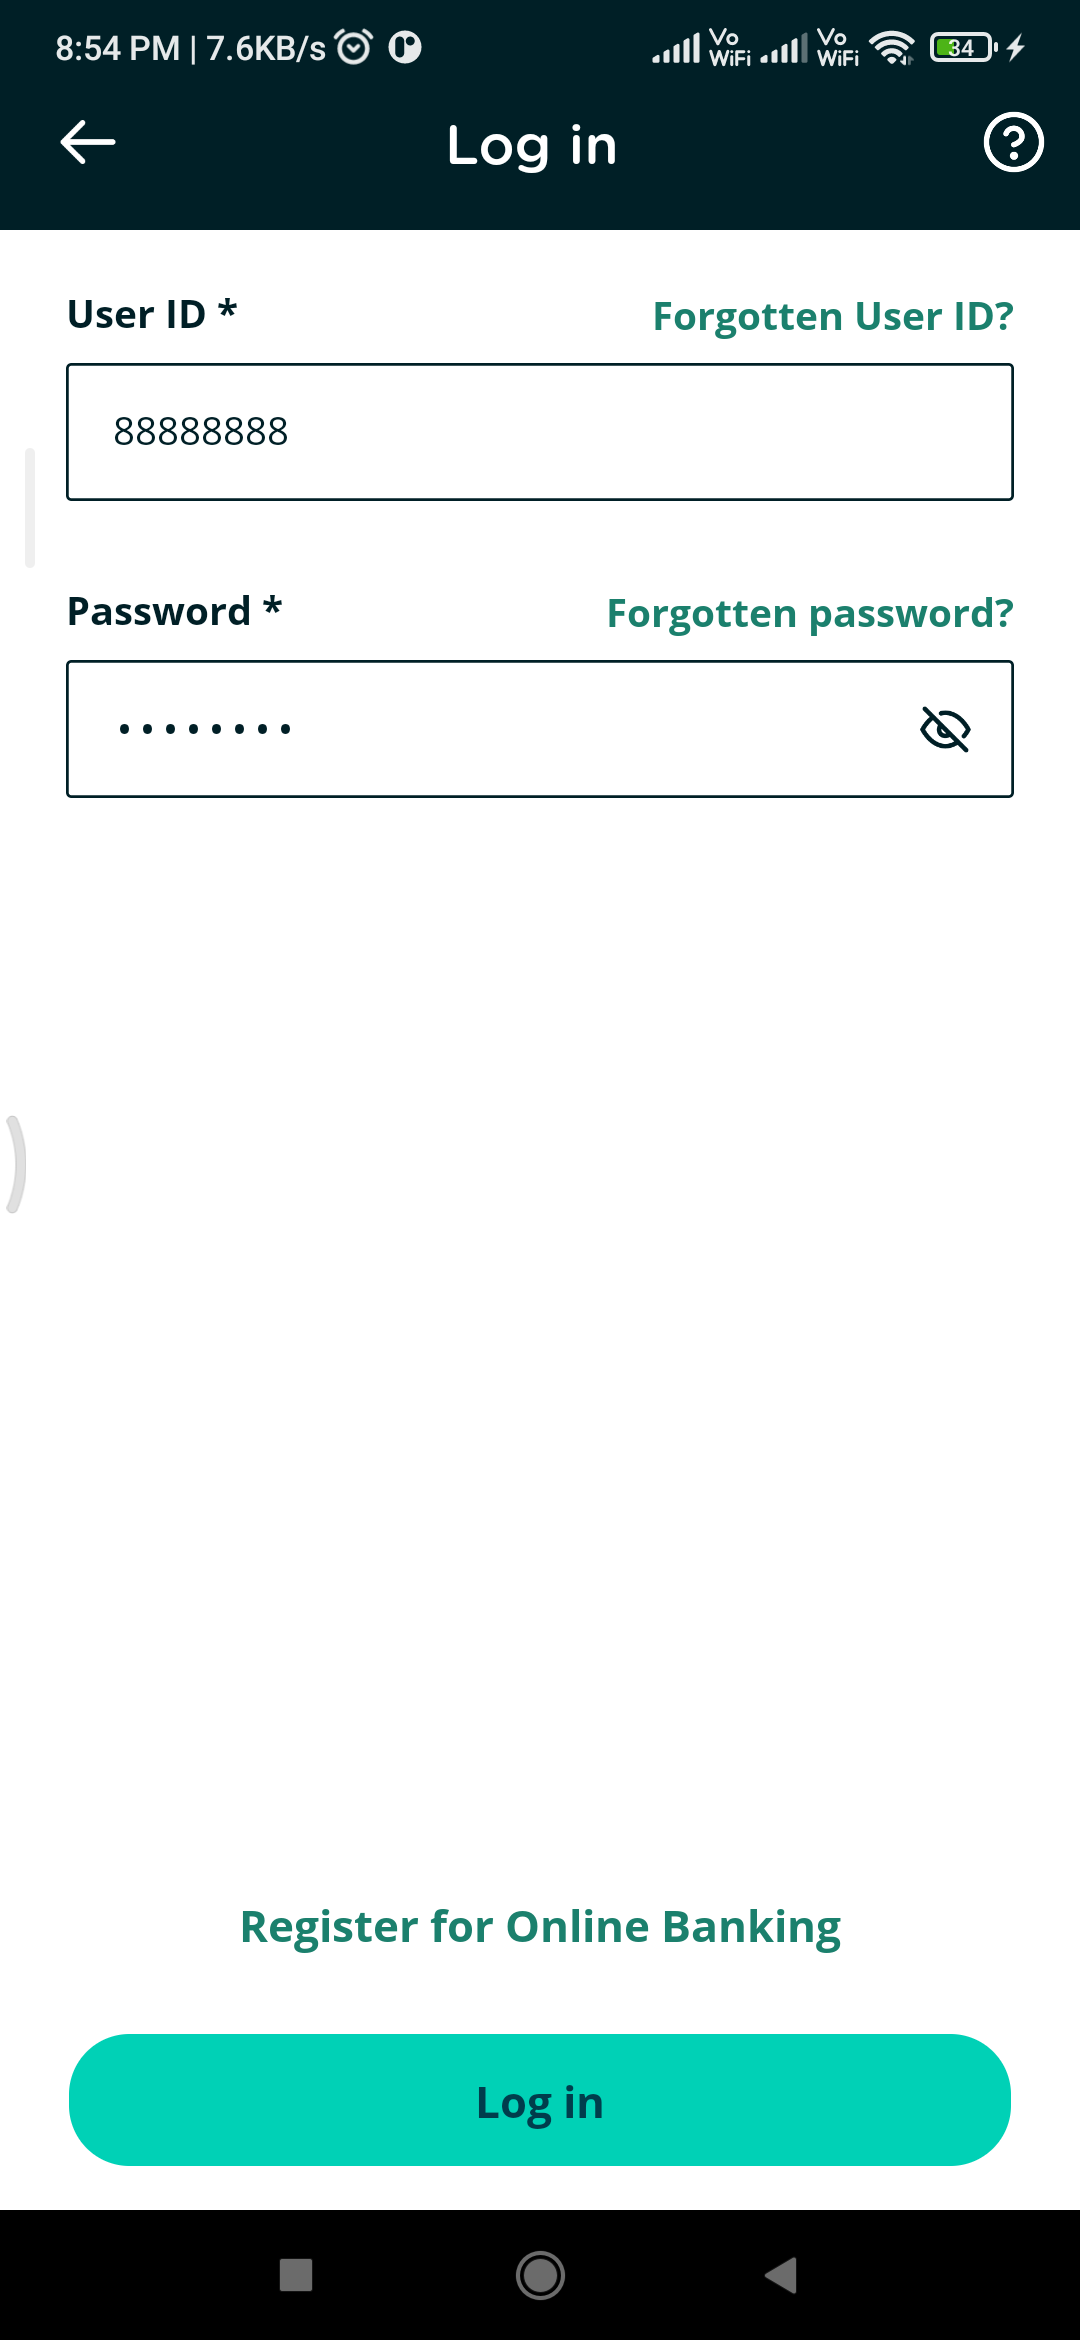 8:54 PM | 7.6KB/s Vo WiFi Vo WiFi 34
Log in
User ID * Forgotten User ID?
88888888
Password * Forgotten password?
••••••••
Register for Online Banking
Log in